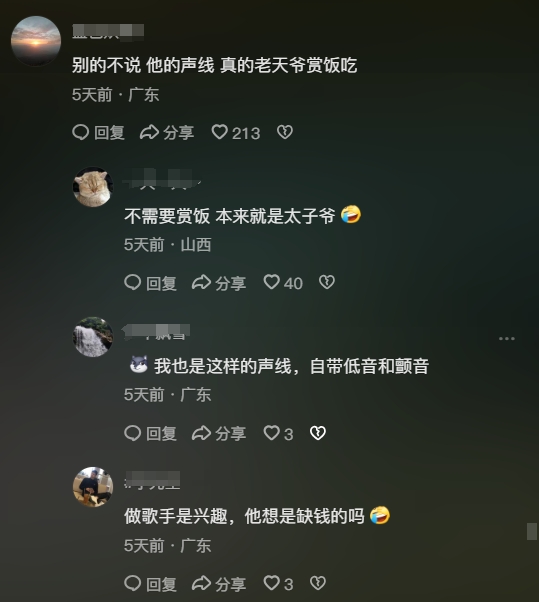 别的不说 他的声线 真的老天爷赏饭吃
5天前 · 广东
回复 分享 213
不需要赏饭 本来就是太子爷 🤣
5天前 · 山西
回复 分享 40
我也是这样的声线，自带低音和颤音
5天前 · 广东
回复 分享 3
做歌手是兴趣，他想是缺钱的吗 🤣
5天前 · 广东
回复 分享 3